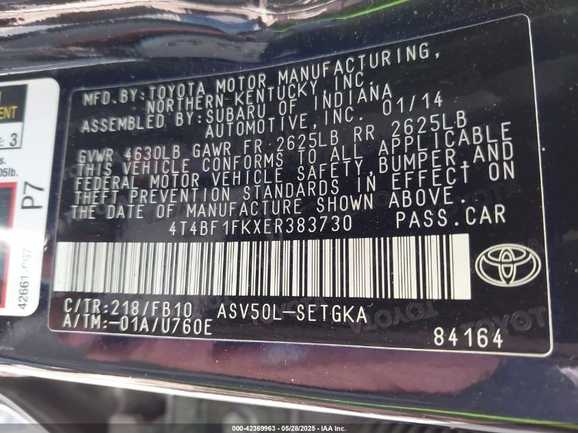 MFD.BY:TOYOTA MOTOR MANUFACTURING,
NORTHERN-KENTUCKY,INC.
ASSEMBLED BY:SUBARU OF INDIANA
AUTOMOTIVE,INC. 01/14
GVWR 4630LB GAWR FR 2625LB RR 2625LB
THIS VEHICLE CONFORMS TO ALL APPLICABLE
FEDERAL MOTOR VEHICLE SAFETY,BUMPER,AND
THEFT PREVENTION STANDARDS IN EFFECT ON
THE DATE OF MANUFACTURE SHOWN ABOVE.
4T4BF1FKXER383730 PASS.CAR
C/TR:218/FB10 ASV50L-SETGKA
A/TM:-01A/U760E
84164
3
P7
TOYOTA
000-42369963 - 05/28/2025 - IAA Inc.